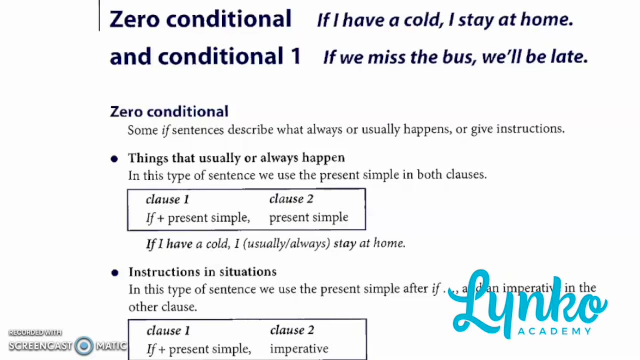 Zero conditional If I have a cold, I stay at home.
and conditional 1 If we miss the bus, we'll be late.
Zero conditional
Some if sentences describe what always or usually happens, or give instructions.
• Things that usually or always happen
In this type of sentence we use the present simple in both clauses.
clause 1 clause 2
If + present simple, present simple
If I have a cold, I (usually/always) stay at home.
• Instructions in situations
In this type of sentence we use the present simple after if ..., and an imperative in the
other clause.
clause 1 clause 2
If + present simple, imperative
Lynko
ACADEMY
RECORDED WITH
SCREENCAST MATIC